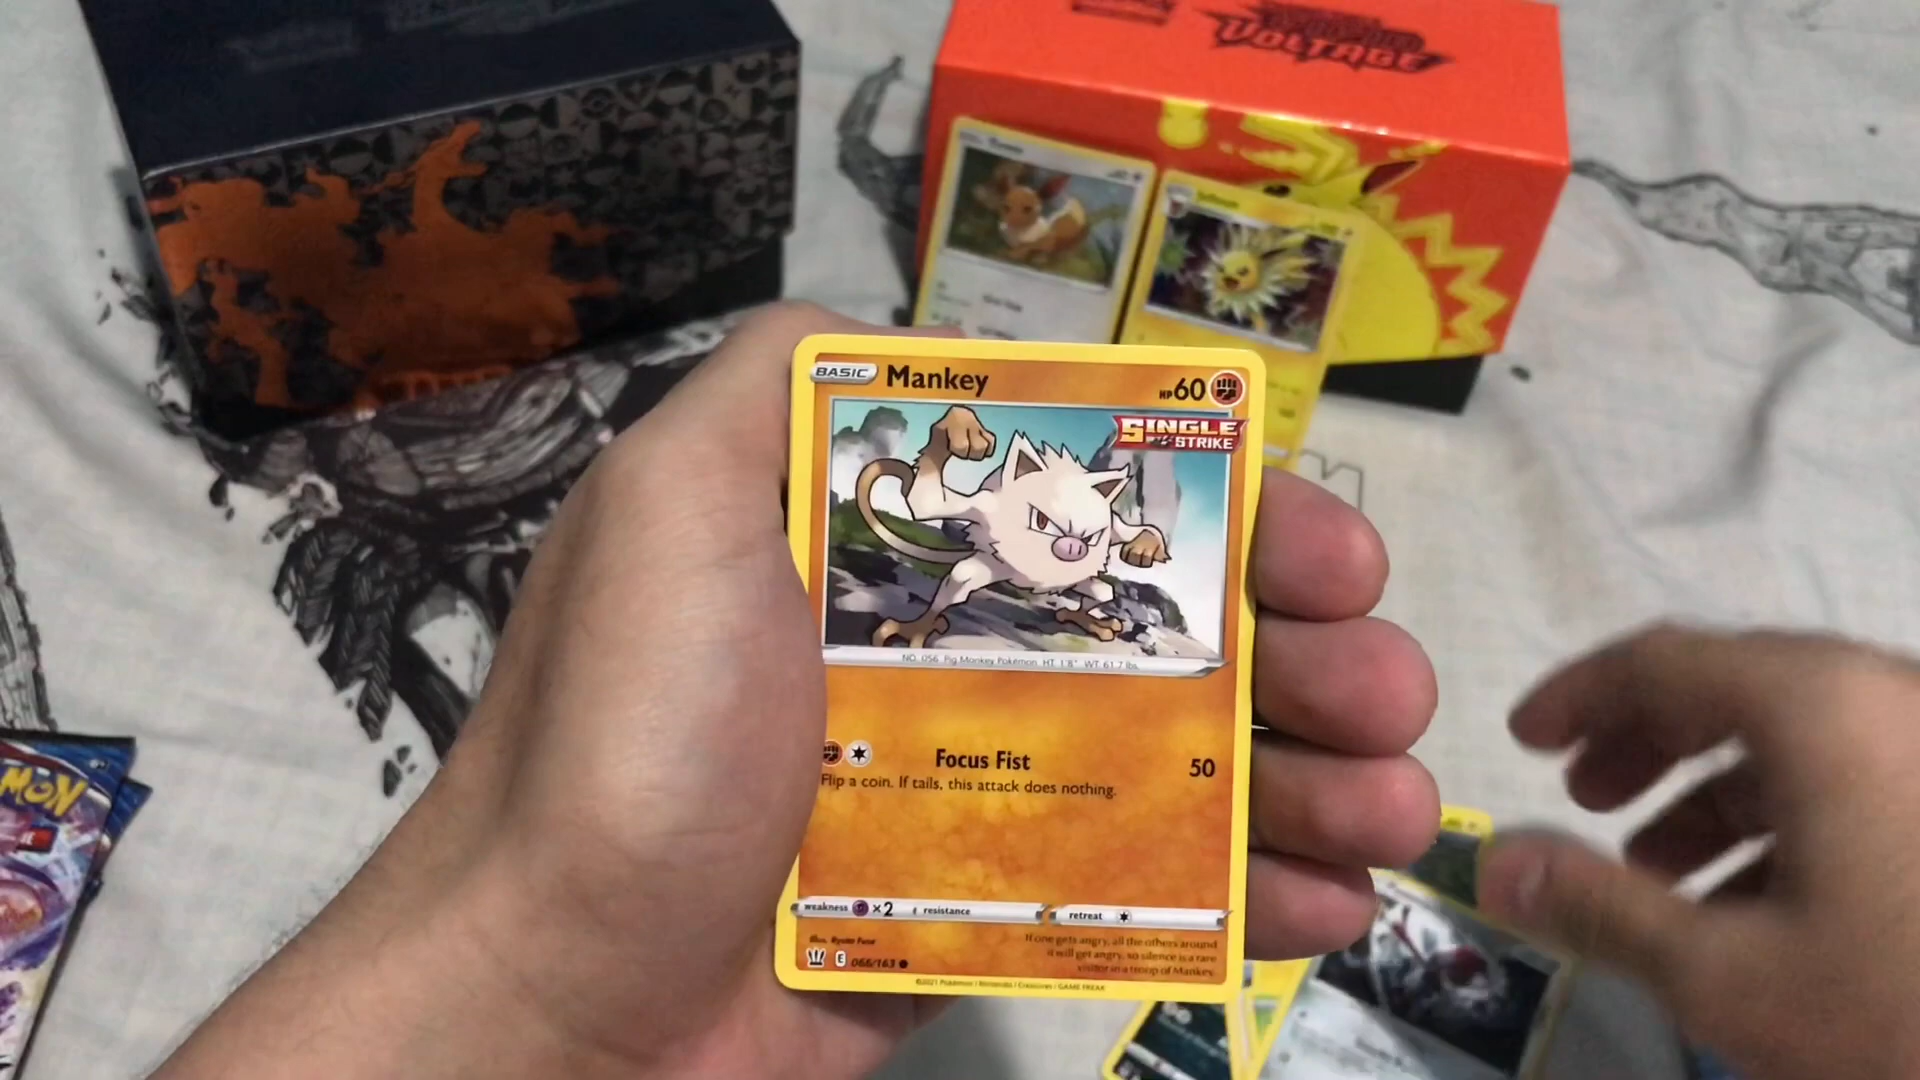 VOLTAGE
BASIC Mankey HP 60
SINGLE
STRIKE
NO. 056 Pig Monkey Pokémon HT 1'8" WT 61.7 lbs.
Focus Fist 50
Flip a coin. If tails, this attack does nothing.
weakness ×2 resistance retreat
Illus. Ryota Fuse
If one gets angry, all the others around
it will get angry, so silence is a rare
visitor in a troop of Mankey.
E 066/163
©2021 Pokémon / Nintendo / Creatures / GAME FREAK
MON